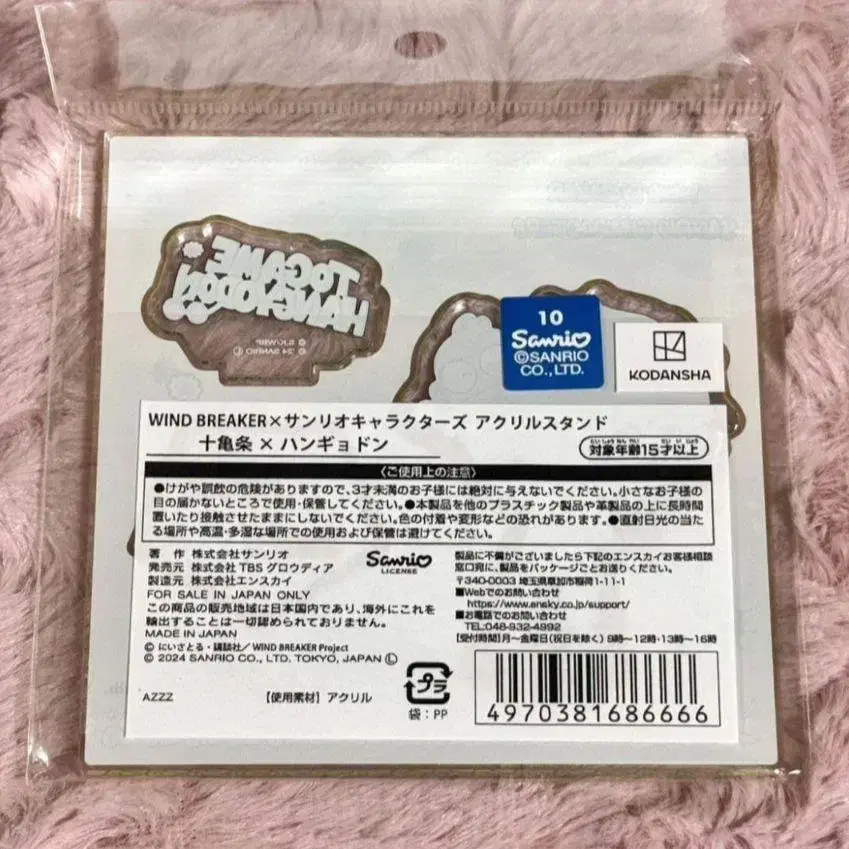 TOGAME
HANGYODON
10
Sanrio
©SANRIO
CO.,LTD.
KODANSHA
WIND BREAKER×サンリオキャラクターズ アクリルスタンド
十亀条 × ハンギョドン
対象年齢15才以上
〈ご使用上の注意〉
●けがや誤飲の危険がありますので、3才未満のお子様には絶対に与えないでください。小さなお子様の
目の届かないところで使用・保管してください。●本製品を他のプラスチック製品や革製品の上に長時間
置いたり接触させたままにしないでください。色の付着や変形などの恐れがあります。●直射日光の当た
る場所や高温・多湿な場所での使用および保管は避けてください。
著 作 株式会社サンリオ
発売元 株式会社 TBS グロウディア
製造元 株式会社エンスカイ
FOR SALE IN JAPAN ONLY
この商品の販売地域は日本国内であり、海外にこれを
輸出することは一切認められておりません。
MADE IN JAPAN
© にいさとる・講談社／WIND BREAKER Project
© 2024 SANRIO CO., LTD. TOKYO, JAPAN Ⓛ
Sanrio
LICENSE
製品に不備がございましたら下記のエンスカイお客様相談
窓口宛に、製品をパッケージごとお送りください。
〒340-0004 埼玉県草加市稲荷1-11-1
■Webでのお問い合わせ
https://www.ensky.co.jp/support/
■お電話でのお問い合わせ
TEL.048-932-4992
【受付時間】月～金曜日(祝日を除く) 9時～12時・13時～16時
AZZZ
【使用素材】アクリル
プラ
袋：PP
4970381686666